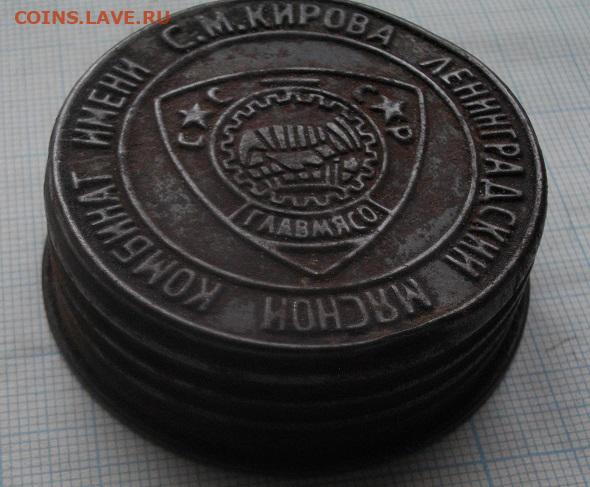 COINS.LAVE.RU
ЛЕНИНГРАДСКИЙ МЯСНОЙ КОМБИНАТ ИМЕНИ С.М.КИРОВА
С С С Р
ГЛАВМЯСО